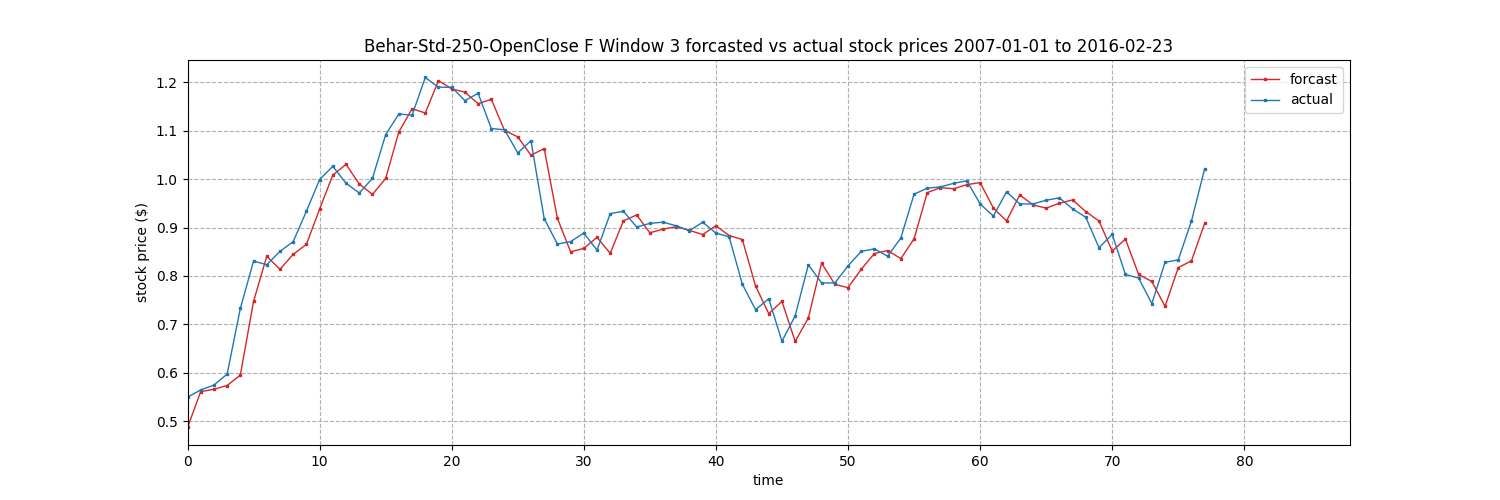 Behar-Std-250-OpenClose F Window 3 forcasted vs actual stock prices 2007-01-01 to 2016-02-23
forcast
actual
stock price ($)
1.2
1.1
1.0
0.9
0.8
0.7
0.6
0.5
0 10 20 30 40 50 60 70 80
time